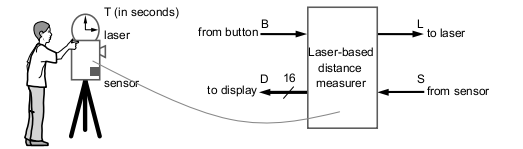 T (in seconds)
laser
sensor
from button
B
to display
D
16
Laser-based
distance
measurer
L
to laser
S
from sensor